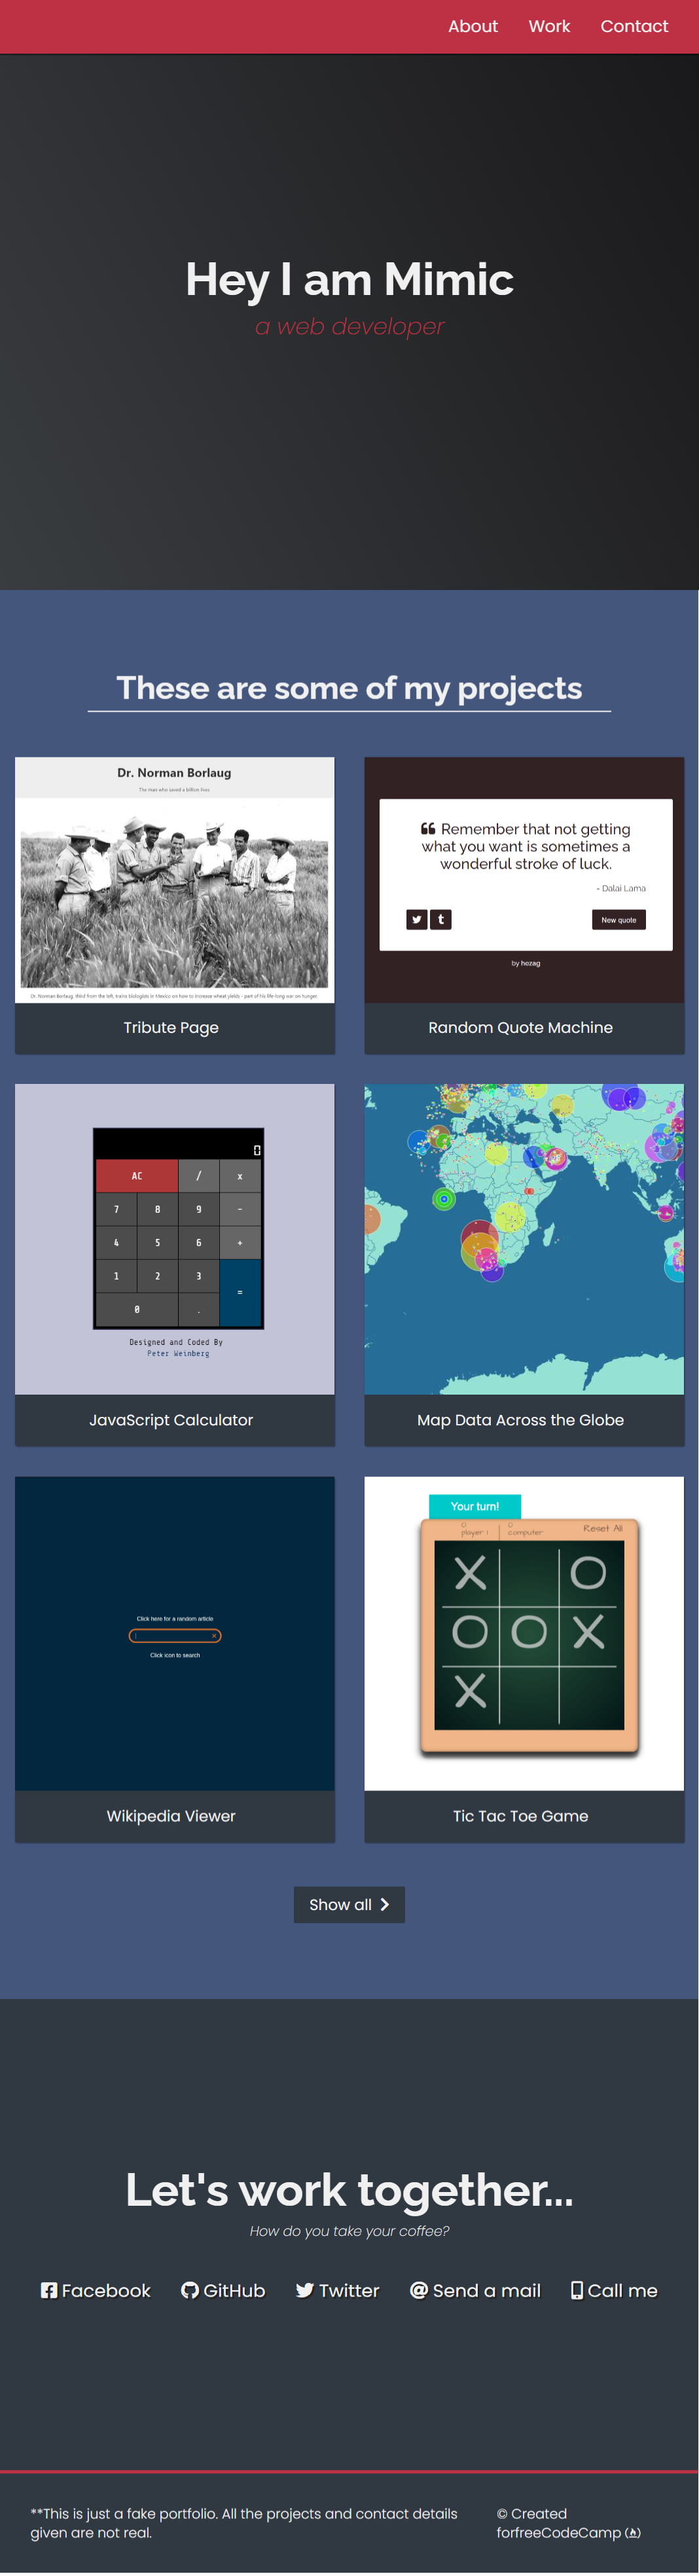 About Work Contact
Hey I am Mimic
a web developer
These are some of my projects
Dr. Norman Borlaug
The man who saved a billion lives
Dr. Norman Borlaug, third from the left, trains biologists in Mexico on how to increase wheat yields - part of his life-long war on hunger.
Tribute Page
Remember that not getting
what you want is sometimes a
wonderful stroke of luck.
- Dalai Lama
New quote
by hezag
Random Quote Machine
0
AC / x
7 8 9 -
4 5 6 +
1 2 3 =
0 .
Designed and Coded By
Peter Weinberg
JavaScript Calculator
Map Data Across the Globe
Click here for a random article
Click icon to search
Wikipedia Viewer
Your turn!
0 0
player 1 computer Reset All
X O
O O X
X
Tic Tac Toe Game
Show all
Let's work together...
How do you take your coffee?
Facebook GitHub Twitter Send a mail Call me
**This is just a fake portfolio. All the projects and contact details
given are not real.
© Created
forfreeCodeCamp